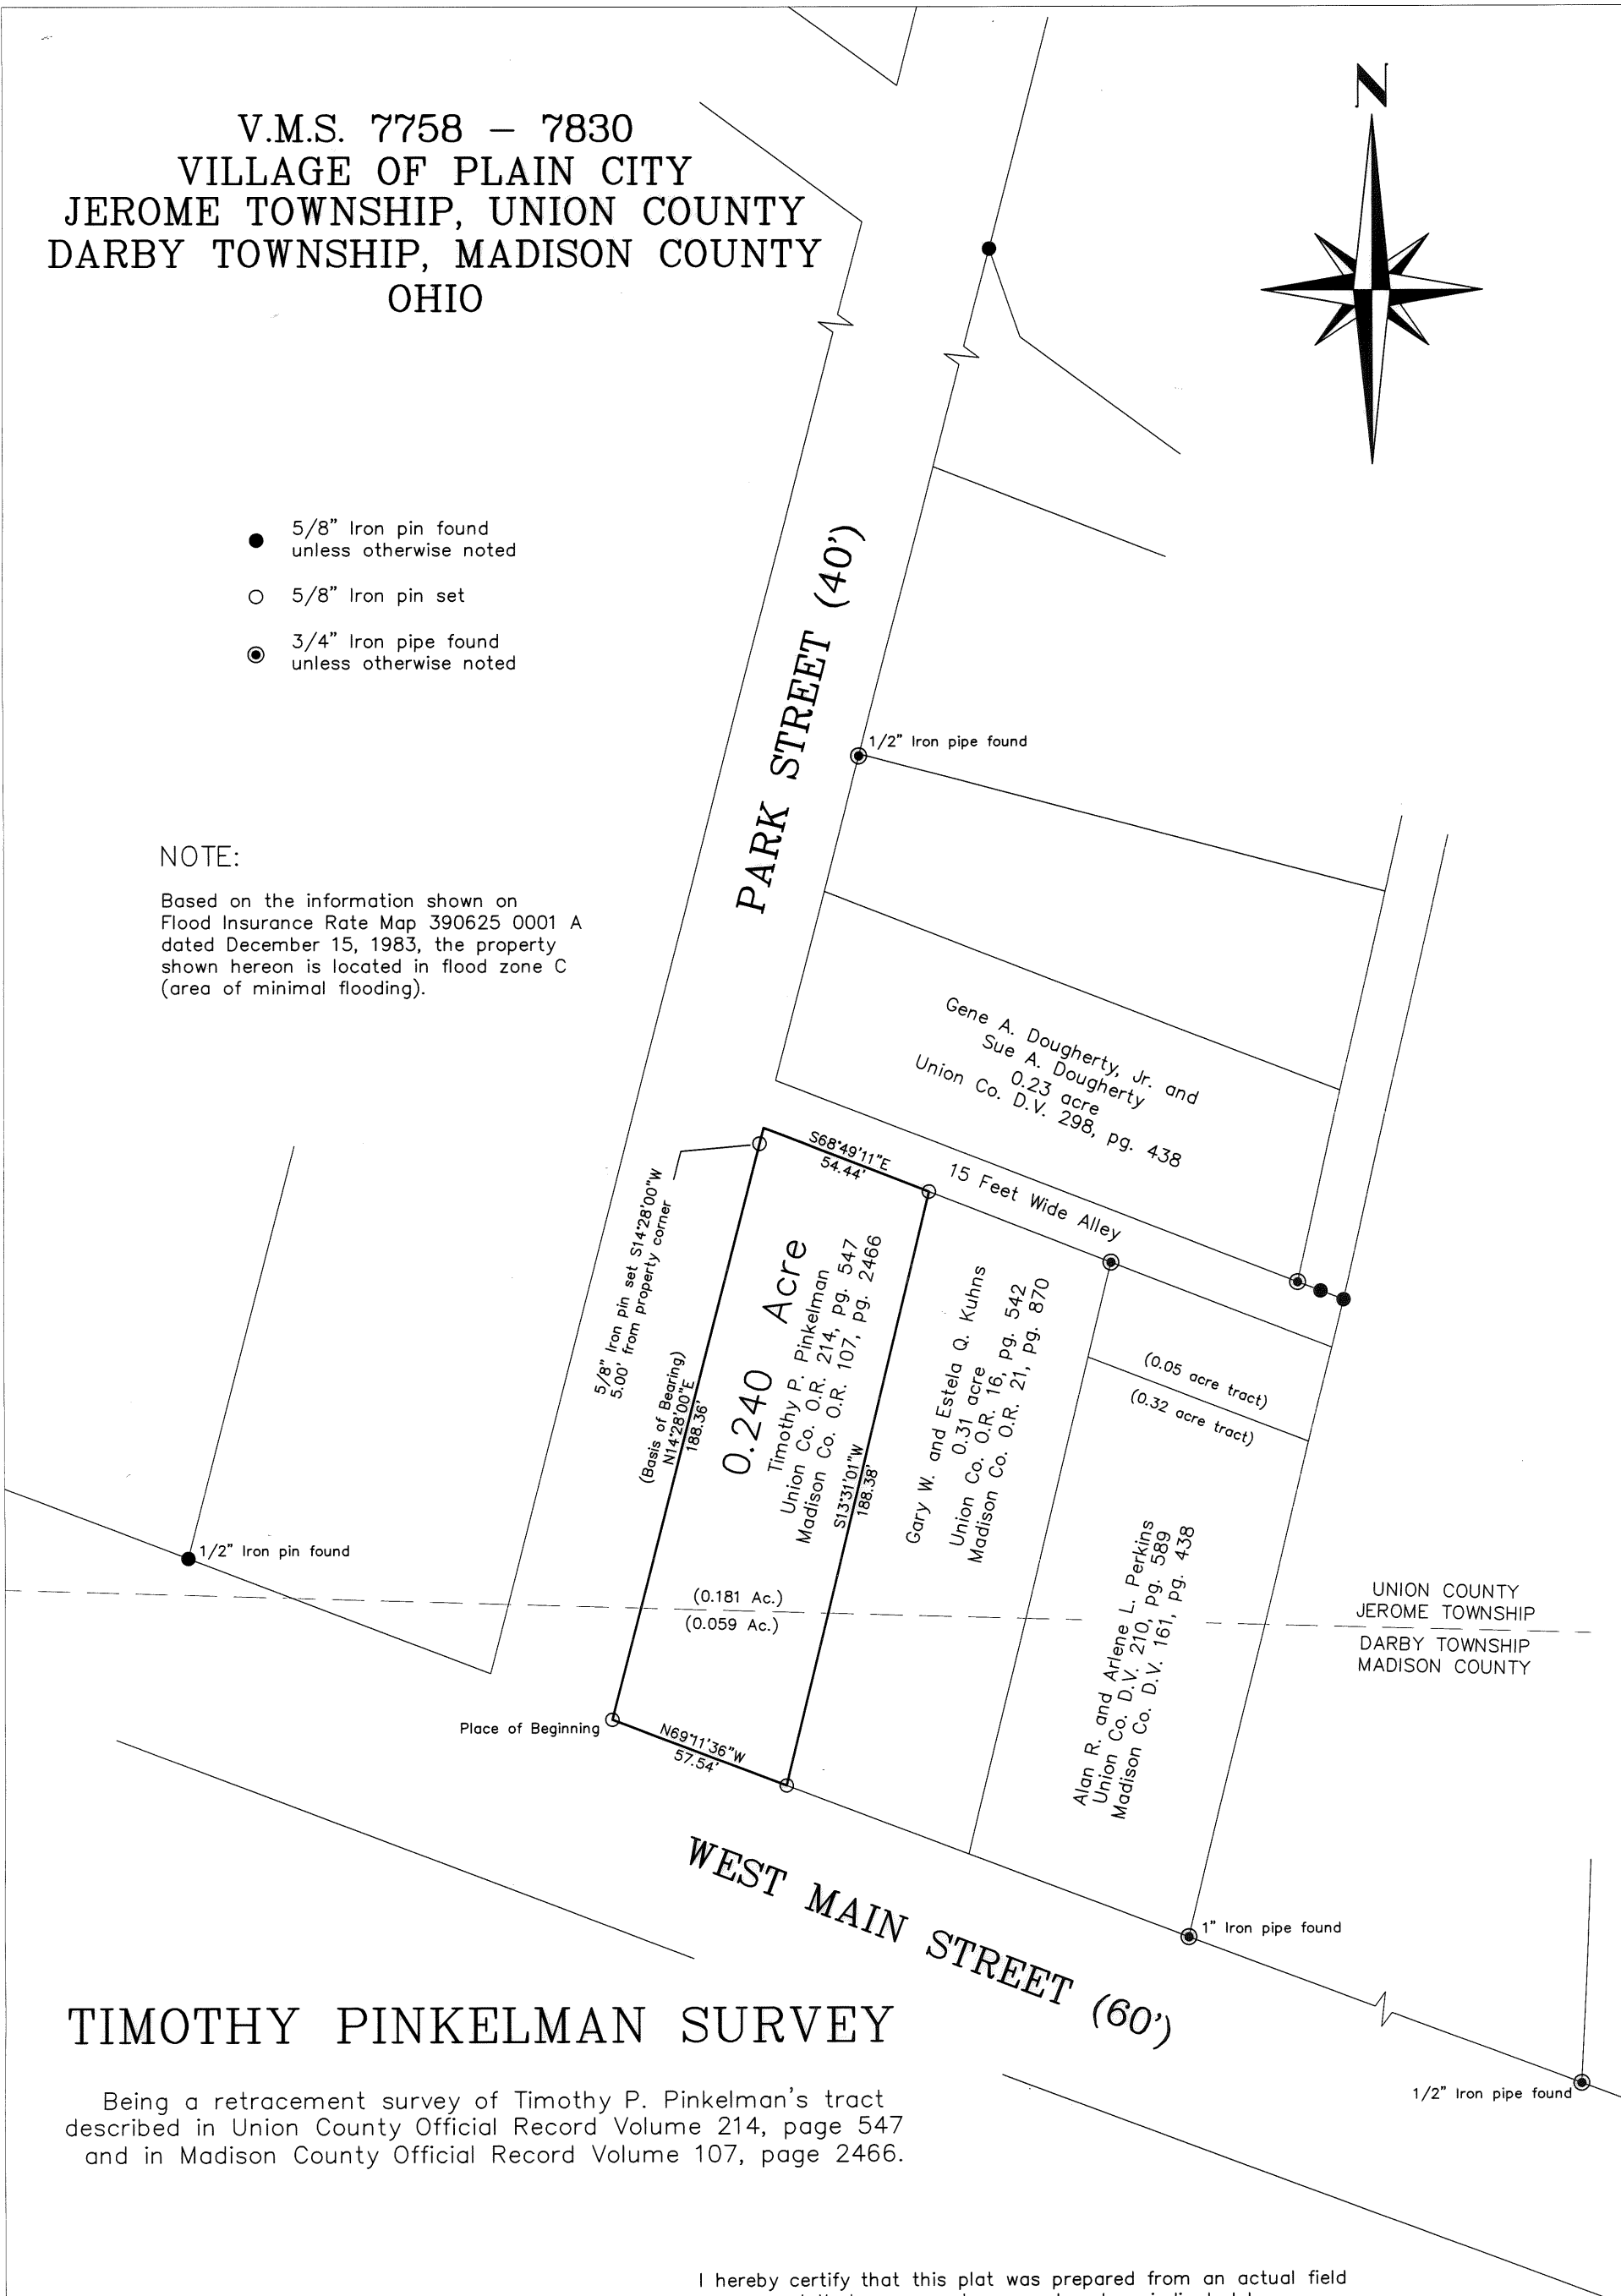 V.M.S. 7758 – 7830
VILLAGE OF PLAIN CITY
JEROME TOWNSHIP, UNION COUNTY
DARBY TOWNSHIP, MADISON COUNTY
OHIO
N
5/8" Iron pin found
unless otherwise noted
5/8" Iron pin set
3/4" Iron pipe found
unless otherwise noted
PARK STREET (40')
1/2" Iron pipe found
NOTE:
Based on the information shown on
Flood Insurance Rate Map 390625 0001 A
dated December 15, 1983, the property
shown hereon is located in flood zone C
(area of minimal flooding).
Gene A. Dougherty, Jr. and
Sue A. Dougherty
0.23 acre
Union Co. D.V. 298, pg. 438
15 Feet Wide Alley
S68°49'11"E
54.44'
5/8" Iron pin set S14°28'00"W
5.00' from property corner
(Basis of Bearing)
N14°28'00"E
188.36'
0.240 Acre
Timothy P. Pinkelman
Union Co. O.R. 214, pg. 547
Madison Co. O.R. 107, pg. 2466
S13°31'01"W
188.38'
Gary W. and Estela Q. Kuhns
0.31 acre
Union Co. O.R. 16, pg. 542
Madison Co. O.R. 21, pg. 870
(0.05 acre tract)
(0.32 acre tract)
Alan R. and Arlene L. Perkins
Union Co. D.V. 210, pg. 589
Madison Co. D.V. 161, pg. 438
1/2" Iron pin found
(0.181 Ac.)
(0.059 Ac.)
UNION COUNTY
JEROME TOWNSHIP
DARBY TOWNSHIP
MADISON COUNTY
Place of Beginning
N69°11'36"W
57.54'
WEST MAIN STREET (60')
1" Iron pipe found
1/2" Iron pipe found
TIMOTHY PINKELMAN SURVEY
Being a retracement survey of Timothy P. Pinkelman's tract
described in Union County Official Record Volume 214, page 547
and in Madison County Official Record Volume 107, page 2466.
I hereby certify that this plat was prepared from an actual field